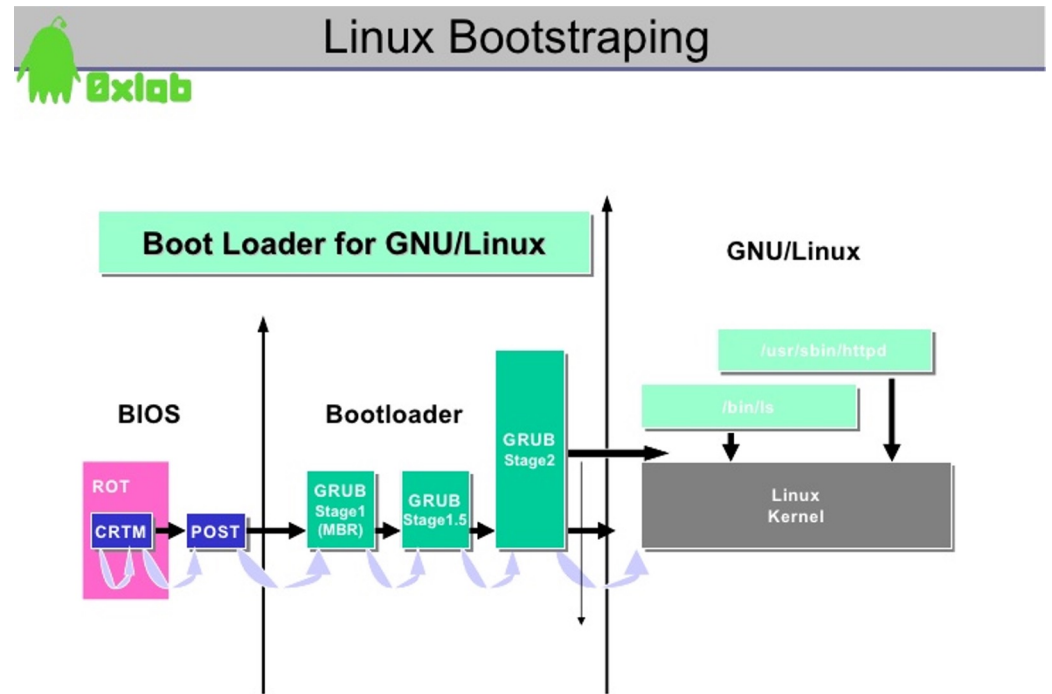 Linux Bootstraping
0xlab
Boot Loader for GNU/Linux
GNU/Linux
/usr/sbin/httpd
/bin/ls
BIOS
Bootloader
ROT
CRTM
POST
GRUB
Stage1
(MBR)
GRUB
Stage1.5
GRUB
Stage2
Linux
Kernel